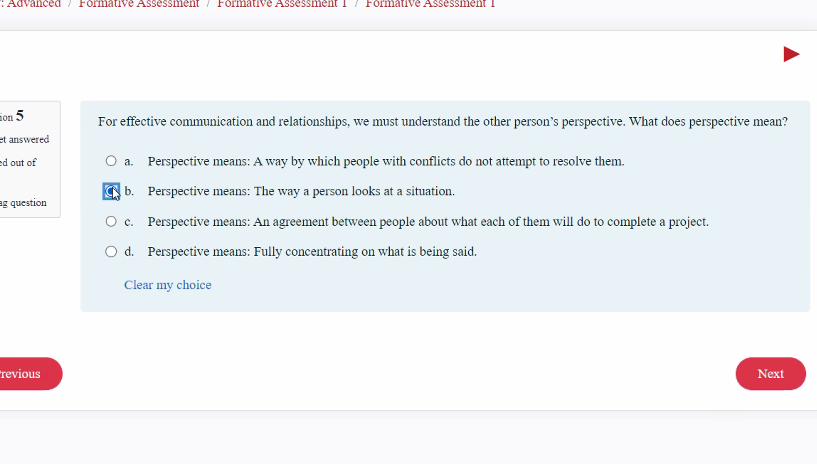 : Advanced / Formative Assessment / Formative Assessment 1 / Formative Assessment 1
ion 5
et answered
ed out of
ag question
For effective communication and relationships, we must understand the other person's perspective. What does perspective mean?
a. Perspective means: A way by which people with conflicts do not attempt to resolve them.
b. Perspective means: The way a person looks at a situation.
c. Perspective means: An agreement between people about what each of them will do to complete a project.
d. Perspective means: Fully concentrating on what is being said.
Clear my choice
revious
Next